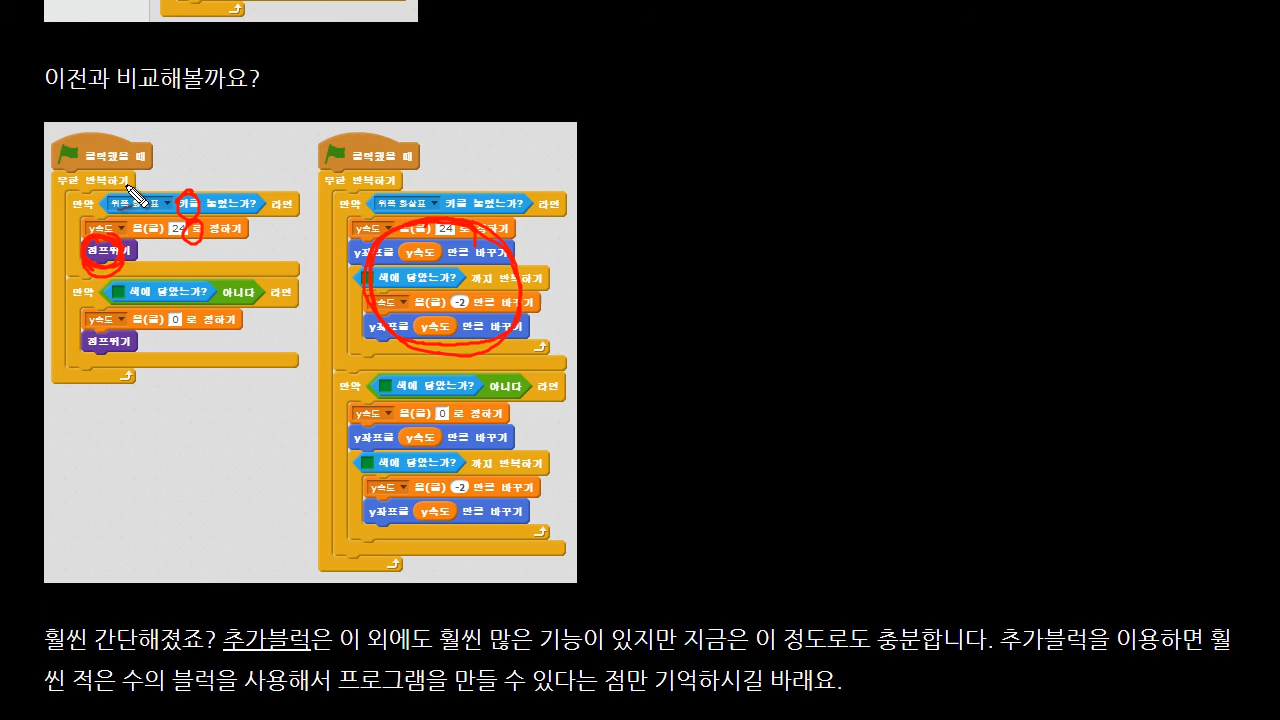 이전과 비교해볼까요?
클릭했을 때
무한 반복하기
만약 위쪽 화살표 키를 눌렀는가? 라면
y속도 을(를) 24 로 정하기
점프뛰기
만약 색에 닿았는가? 아니다 라면
y속도 을(를) 0 로 정하기
점프뛰기
클릭했을 때
무한 반복하기
만약 위쪽 화살표 키를 눌렀는가? 라면
y속도 을(를) 24 로 정하기
y좌표를 y속도 만큼 바꾸기
색에 닿았는가? 까지 반복하기
속도 을(를) -2 만큼 바꾸기
y좌표를 y속도 만큼 바꾸기
만약 색에 닿았는가? 아니다 라면
y속도 을(를) 0 로 정하기
y좌표를 y속도 만큼 바꾸기
색에 닿았는가? 까지 반복하기
y속도 을(를) -2 만큼 바꾸기
y좌표를 y속도 만큼 바꾸기
훨씬 간단해졌죠? 추가블럭은 이 외에도 훨씬 많은 기능이 있지만 지금은 이 정도로도 충분합니다. 추가블럭을 이용하면 훨
씬 적은 수의 블럭을 사용해서 프로그램을 만들 수 있다는 점만 기억하시길 바래요.